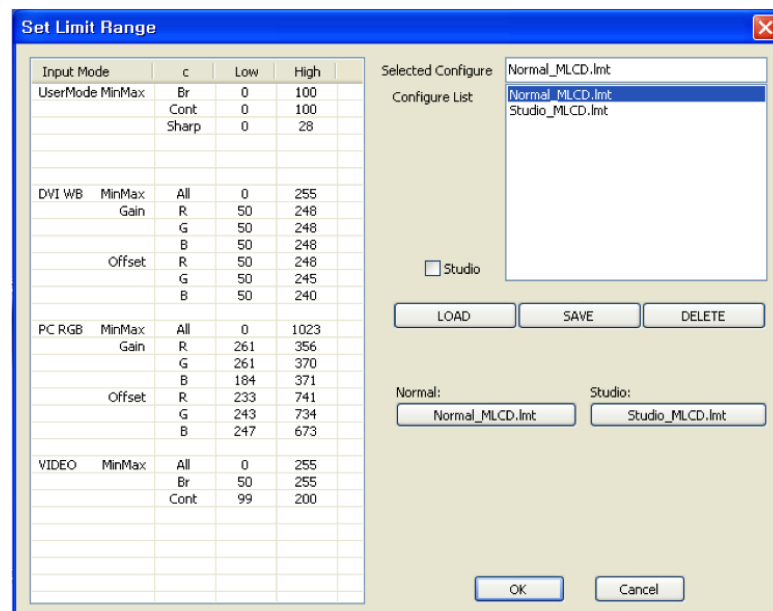 Set Limit Range
Input Mode c Low High
UserMode MinMax Br 0 100
Cont 0 100
Sharp 0 28
DVI WB MinMax All 0 255
Gain R 50 248
G 50 248
B 50 248
Offset R 50 248
G 50 245
B 50 240
PC RGB MinMax All 0 1023
Gain R 261 356
G 261 370
B 184 371
Offset R 233 741
G 243 734
B 247 673
VIDEO MinMax All 0 255
Br 50 255
Cont 99 200
Selected Configure Normal_MLCD.lmt
Configure List
Normal_MLCD.lmt
Studio_MLCD.lmt
Studio
LOAD SAVE DELETE
Normal: Studio:
Normal_MLCD.lmt Studio_MLCD.lmt
OK Cancel